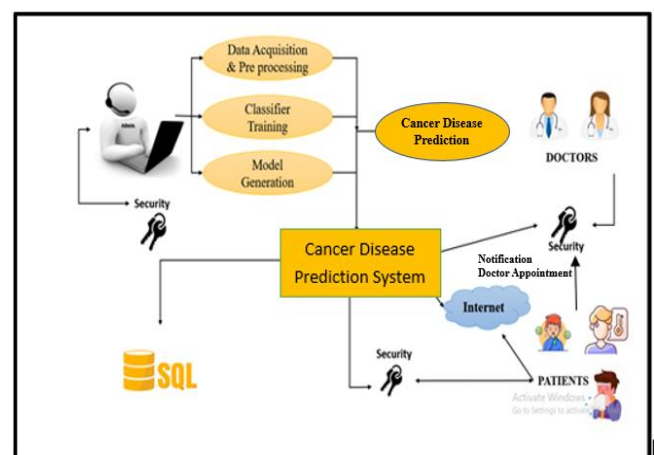 Data Acquisition
& Pre processing
Classifier
Training
Model
Generation
Cancer Disease
Prediction
DOCTORS
Admin
Security
Security
Cancer Disease
Prediction System
Notification
Doctor Appointment
Internet
Security
SQL
PATIENTS
Activate Windows
Go to Settings to activate